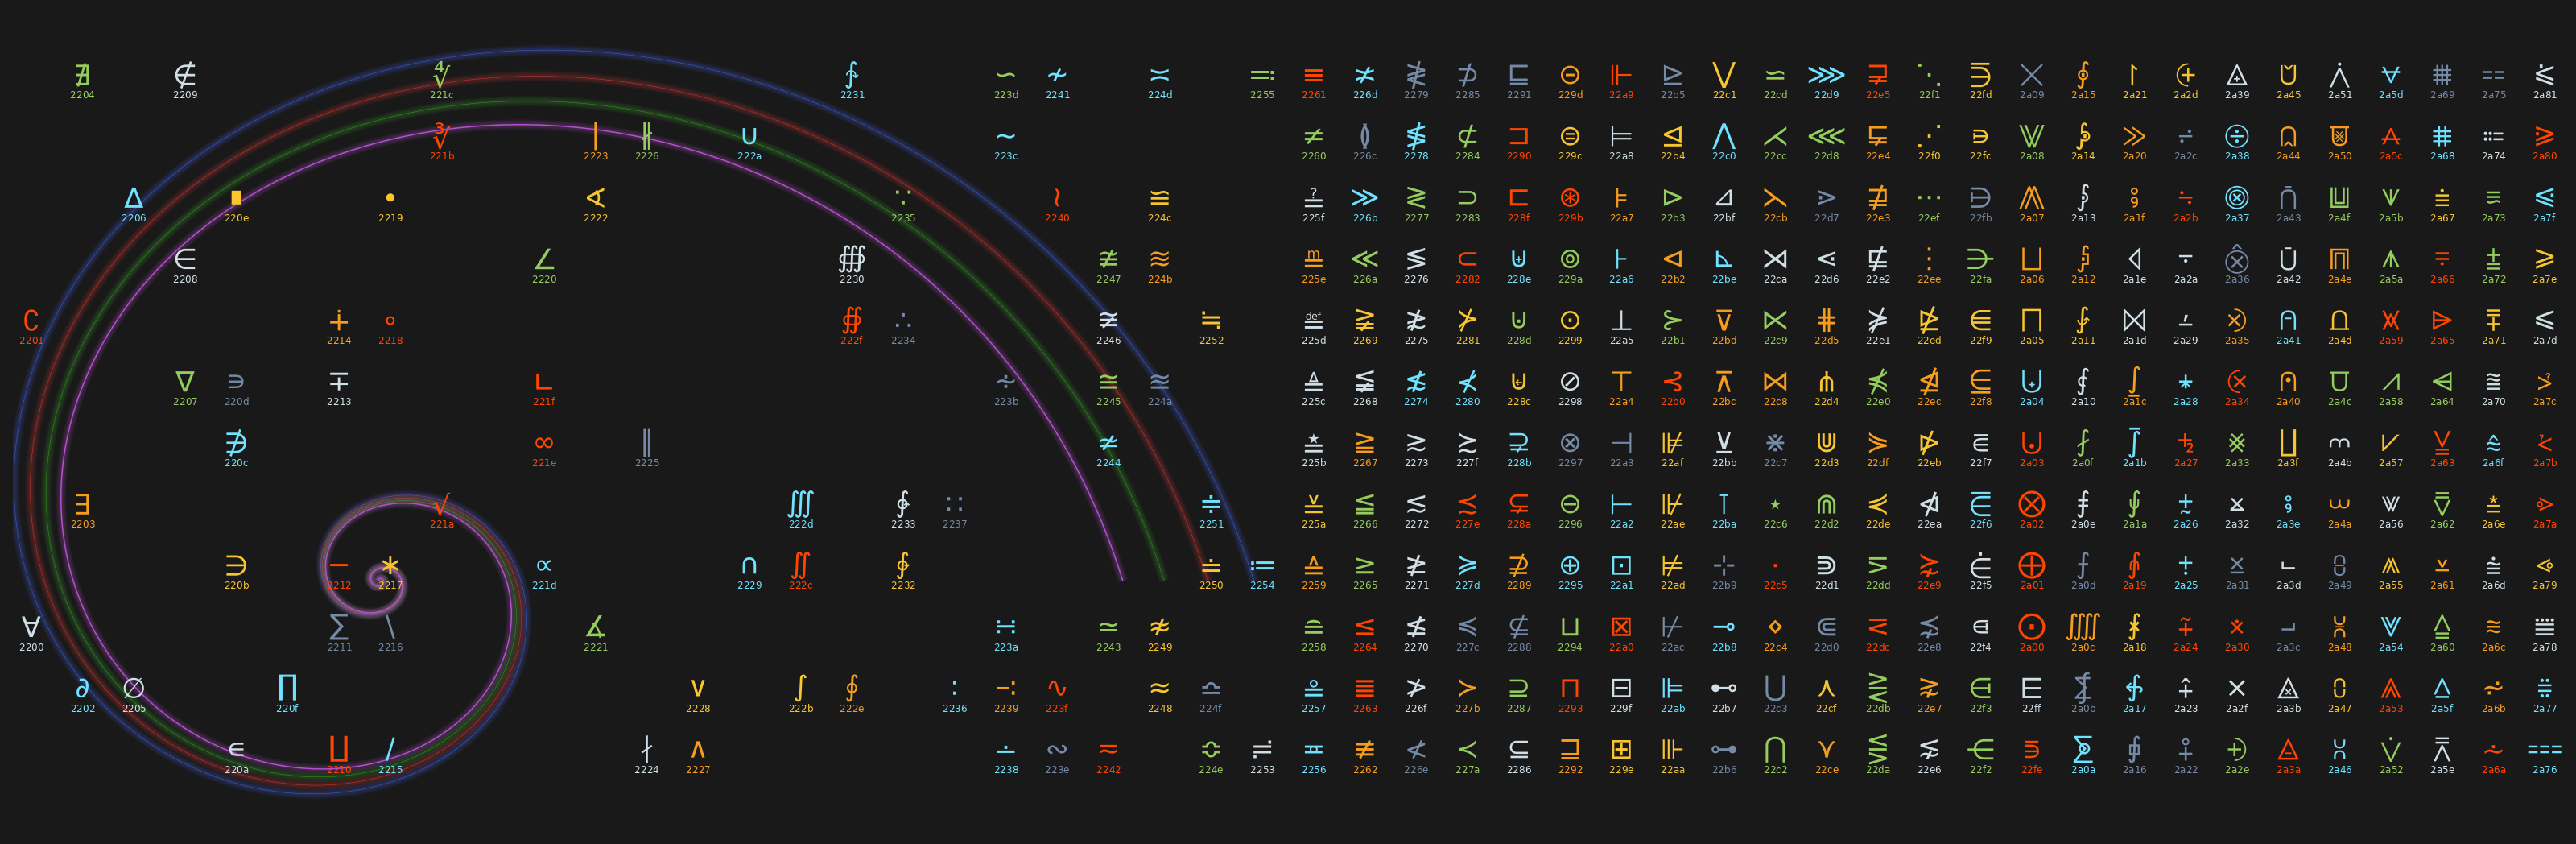 ∄ ∉ ∜ ∱ ∽ ≁ ≍ ≕ ≡ ≭ ≹ ⊅ ⊑ ⊝ ⊩ ⊵ ⋁ ⋍ ⋙ ⋥ ⋱ ⋽ ⨉ ⨕ ⨡ ⨭ ⨹ ⩅ ⩑ ⩝ ⩩ ⩵ ⪁
2204 2209 221c 2231 223d 2241 224d 2255 2261 226d 2279 2285 2291 229d 22a9 22b5 22c1 22cd 22d9 22e5 22f1 22fd 2a09 2a15 2a21 2a2d 2a39 2a45 2a51 2a5d 2a69 2a75 2a81
∛ ∣ ∦ ∪ ∼ ≠ ≬ ≸ ⊄ ⊐ ⊜ ⊨ ⊴ ⋀ ⋌ ⋘ ⋤ ⋰ ⋼ ⨈ ⨔ ⨠ ⨬ ⨸ ⩄ ⩐ ⩜ ⩨ ⩴ ⪀
221b 2223 2226 222a 223c 2260 226c 2278 2284 2290 229c 22a8 22b4 22c0 22cc 22d8 22e4 22f0 22fc 2a08 2a14 2a20 2a2c 2a38 2a44 2a50 2a5c 2a68 2a74 2a80
∆ ∎ ∙ ∢ ∵ ≀ ≌ ≟ ≫ ≷ ⊃ ⊏ ⊛ ⊧ ⊳ ⊿ ⋋ ⋗ ⋣ ⋯ ⋻ ⨇ ⨓ ⨟ ⨫ ⨷ ⩃ ⩏ ⩛ ⩧ ⩳ ⩿
2206 220e 2219 2222 2235 2240 224c 225f 226b 2277 2283 228f 229b 22a7 22b3 22bf 22cb 22d7 22e3 22ef 22fb 2a07 2a13 2a1f 2a2b 2a37 2a43 2a4f 2a5b 2a67 2a73 2a7f
∈ ∠ ∰ ≇ ≋ ≞ ≪ ≶ ⊂ ⊎ ⊚ ⊦ ⊲ ⊾ ⋊ ⋖ ⋢ ⋮ ⋺ ⨆ ⨒ ⨞ ⨪ ⨶ ⩂ ⩎ ⩚ ⩦ ⩲ ⩾
2208 2220 2230 2247 224b 225e 226a 2276 2282 228e 229a 22a6 22b2 22be 22ca 22d6 22e2 22ee 22fa 2a06 2a12 2a1e 2a2a 2a36 2a42 2a4e 2a5a 2a66 2a72 2a7e
∁ ∔ ∘ ∯ ∴ ≆ ≒ ≝ ≩ ≵ ⊁ ⊍ ⊙ ⊥ ⊱ ⊽ ⋉ ⋕ ⋡ ⋭ ⋹ ⨅ ⨑ ⨝ ⨩ ⨵ ⩁ ⩍ ⩙ ⩥ ⩱ ⩽
2201 2214 2218 222f 2234 2246 2252 225d 2269 2275 2281 228d 2299 22a5 22b1 22bd 22c9 22d5 22e1 22ed 22f9 2a05 2a11 2a1d 2a29 2a35 2a41 2a4d 2a59 2a65 2a71 2a7d
∇ ∍ ∓ ∟ ∻ ≅ ≊ ≜ ≨ ≴ ⊀ ⊌ ⊘ ⊤ ⊰ ⊼ ⋈ ⋔ ⋠ ⋬ ⋸ ⨄ ⨐ ⨜ ⨨ ⨴ ⩀ ⩌ ⩘ ⩤ ⩰ ⩼
2207 220d 2213 221f 223b 2245 224a 225c 2268 2274 2280 228c 2298 22a4 22b0 22bc 22c8 22d4 22e0 22ec 22f8 2a04 2a10 2a1c 2a28 2a34 2a40 2a4c 2a58 2a64 2a70 2a7c
∌ ∞ ∥ ≄ ≛ ≧ ≳ ≿ ⊋ ⊗ ⊣ ⊯ ⊻ ⋇ ⋓ ⋟ ⋫ ⋷ ⨃ ⨏ ⨛ ⨧ ⨳ ⨿ ⩋ ⩗ ⩣ ⩯ ⩻
220c 221e 2225 2244 225b 2267 2273 227f 228b 2297 22a3 22af 22bb 22c7 22d3 22df 22eb 22f7 2a03 2a0f 2a1b 2a27 2a33 2a3f 2a4b 2a57 2a63 2a6f 2a7b
∃ √ ∭ ∳ ∷ ≑ ≚ ≦ ≲ ≾ ⊊ ⊖ ⊢ ⊮ ⊺ ⋆ ⋒ ⋞ ⋪ ⋶ ⨂ ⨎ ⨚ ⨦ ⨲ ⨾ ⩊ ⩖ ⩢ ⩮ ⩺
2203 221a 222d 2233 2237 2251 225a 2266 2272 227e 228a 2296 22a2 22ae 22ba 22c6 22d2 22de 22ea 22f6 2a02 2a0e 2a1a 2a26 2a32 2a3e 2a4a 2a56 2a62 2a6e 2a7a
∋ − ∗ ∝ ∩ ∬ ∲ ≐ ≔ ≙ ≥ ≱ ≽ ⊉ ⊕ ⊡ ⊭ ⊹ ⋅ ⋑ ⋝ ⋩ ⋵ ⨁ ⨍ ⨙ ⨥ ⨱ ⨽ ⩉ ⩕ ⩡ ⩭ ⩹
220b 2212 2217 221d 2229 222c 2232 2250 2254 2259 2265 2271 227d 2289 2295 22a1 22ad 22b9 22c5 22d1 22dd 22e9 22f5 2a01 2a0d 2a19 2a25 2a31 2a3d 2a49 2a55 2a61 2a6d 2a79
∀ ∑ ∖ ∡ ∺ ≃ ≉ ≘ ≤ ≰ ≼ ⊈ ⊔ ⊠ ⊬ ⊸ ⋄ ⋐ ⋜ ⋨ ⋴ ⨀ ⨌ ⨘ ⨤ ⨰ ⨼ ⩈ ⩔ ⩠ ⩬ ⩸
2200 2211 2216 2221 223a 2243 2249 2258 2264 2270 227c 2288 2294 22a0 22ac 22b8 22c4 22d0 22dc 22e8 22f4 2a00 2a0c 2a18 2a24 2a30 2a3c 2a48 2a54 2a60 2a6c 2a78
∂ ∅ ∏ ∨ ∫ ∮ ∶ ∹ ∿ ≈ ≏ ≗ ≣ ≯ ≻ ⊇ ⊓ ⊟ ⊫ ⊷ ⋃ ⋏ ⋛ ⋧ ⋳ ⋿ ⨋ ⨗ ⨣ ⨯ ⨻ ⩇ ⩓ ⩟ ⩫ ⩷
2202 2205 220f 2228 222b 222e 2236 2239 223f 2248 224f 2257 2263 226f 227b 2287 2293 229f 22ab 22b7 22c3 22cf 22db 22e7 22f3 22ff 2a0b 2a17 2a23 2a2f 2a3b 2a47 2a53 2a5f 2a6b 2a77
∊ ∐ ∕ ∤ ∧ ∸ ∾ ≂ ≎ ≓ ≖ ≢ ≮ ≺ ⊆ ⊒ ⊞ ⊪ ⊶ ⋂ ⋎ ⋚ ⋦ ⋲ ⋾ ⨊ ⨖ ⨢ ⨮ ⨺ ⩆ ⩒ ⩞ ⩪ ⩶
220a 2210 2215 2224 2227 2238 223e 2242 224e 2253 2256 2262 226e 227a 2286 2292 229e 22aa 22b6 22c2 22ce 22da 22e6 22f2 22fe 2a0a 2a16 2a22 2a2e 2a3a 2a46 2a52 2a5e 2a6a 2a76